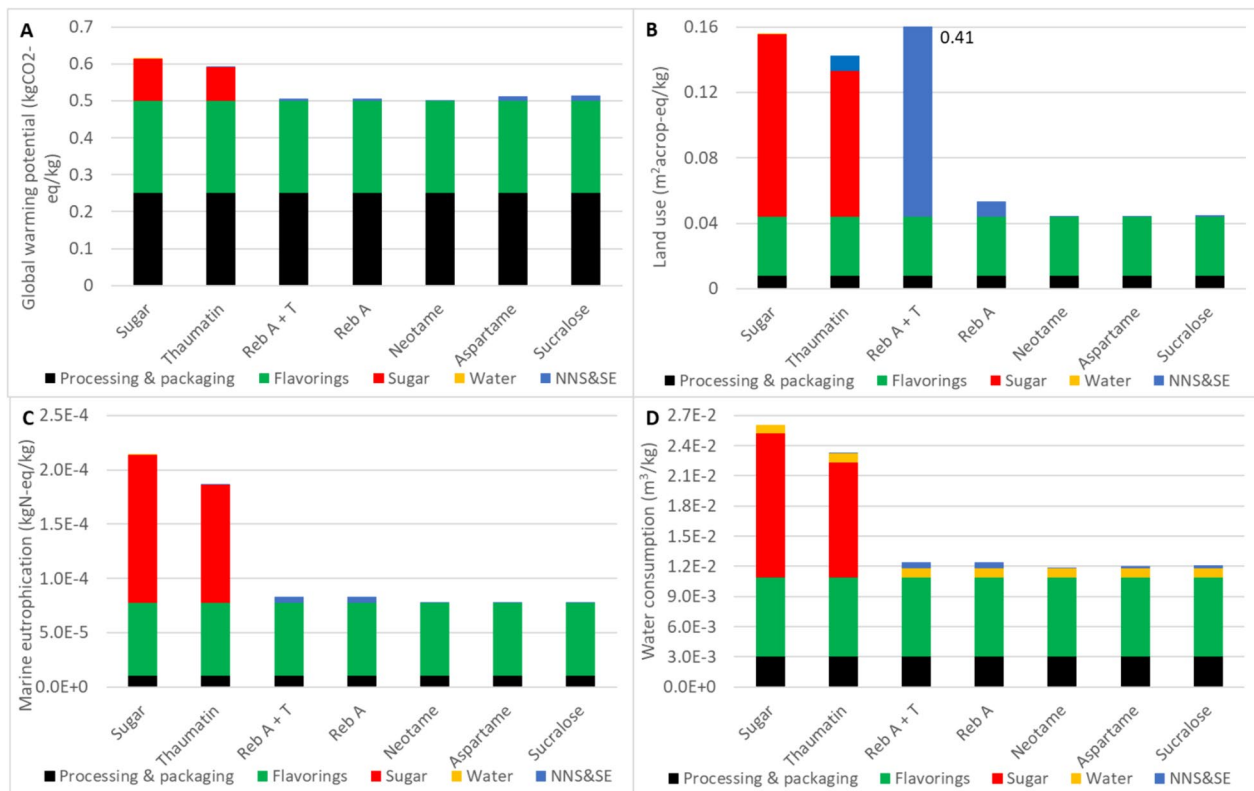 A
Global warming potential (kgCO2-
eq/kg)
0.7
0.6
0.5
0.4
0.3
0.2
0.1
0
Sugar
Thaumatin
Reb A + T
Reb A
Neotame
Aspartame
Sucralose
Processing & packaging Flavorings Sugar Water NNS&SE
B
Land use (m²acrop-eq/kg)
0.16
0.12
0.08
0.04
0
0.41
Sugar
Thaumatin
Reb A + T
Reb A
Neotame
Aspartame
Sucralose
Processing & packaging Flavorings Sugar Water NNS&SE
C
Marine eutrophication (kgN-eq/kg)
2.5E-4
2.0E-4
1.5E-4
1.0E-4
5.0E-5
0.0E+0
Sugar
Thaumatin
Reb A + T
Reb A
Neotame
Aspartame
Sucralose
Processing & packaging Flavorings Sugar Water NNS&SE
D
Water consumption (m³/kg)
2.7E-2
2.4E-2
2.1E-2
1.8E-2
1.5E-2
1.2E-2
9.0E-3
6.0E-3
3.0E-3
0.0E+0
Sugar
Thaumatin
Reb A + T
Reb A
Neotame
Aspartame
Sucralose
Processing & packaging Flavorings Sugar Water NNS&SE